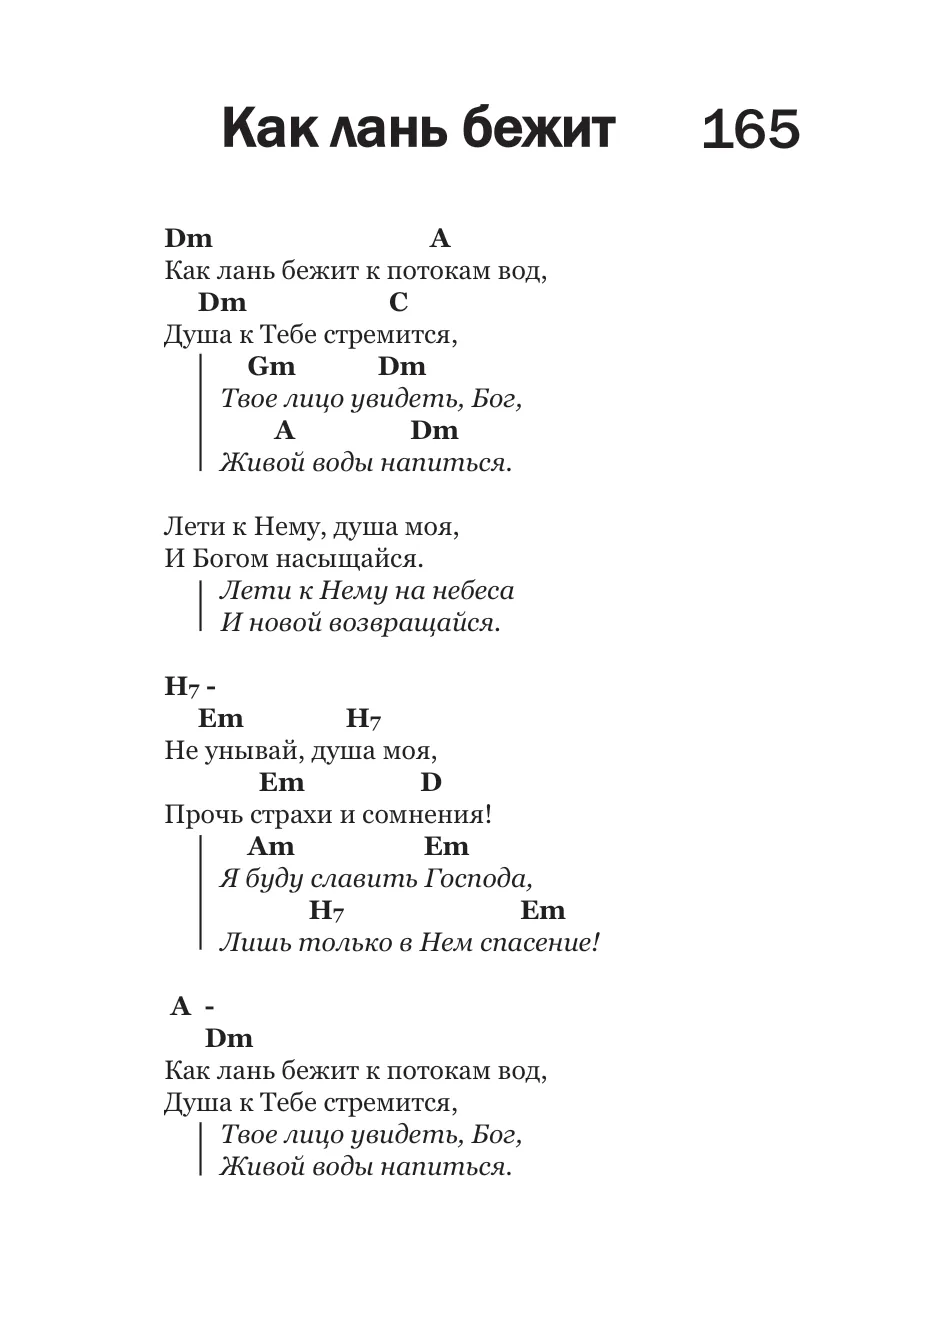 Как лань бежит 165
Dm A
Как лань бежит к потокам вод,
Dm C
Душа к Тебе стремится,
Gm Dm
Твое лицо увидеть, Бог,
A Dm
Живой воды напиться.
Лети к Нему, душа моя,
И Богом насыщайся.
Лети к Нему на небеса
И новой возвращайся.
H7 -
Em H7
Не унывай, душа моя,
Em D
Прочь страхи и сомнения!
Am Em
Я буду славить Господа,
H7 Em
Лишь только в Нем спасение!
A -
Dm
Как лань бежит к потокам вод,
Душа к Тебе стремится,
Твое лицо увидеть, Бог,
Живой воды напиться.